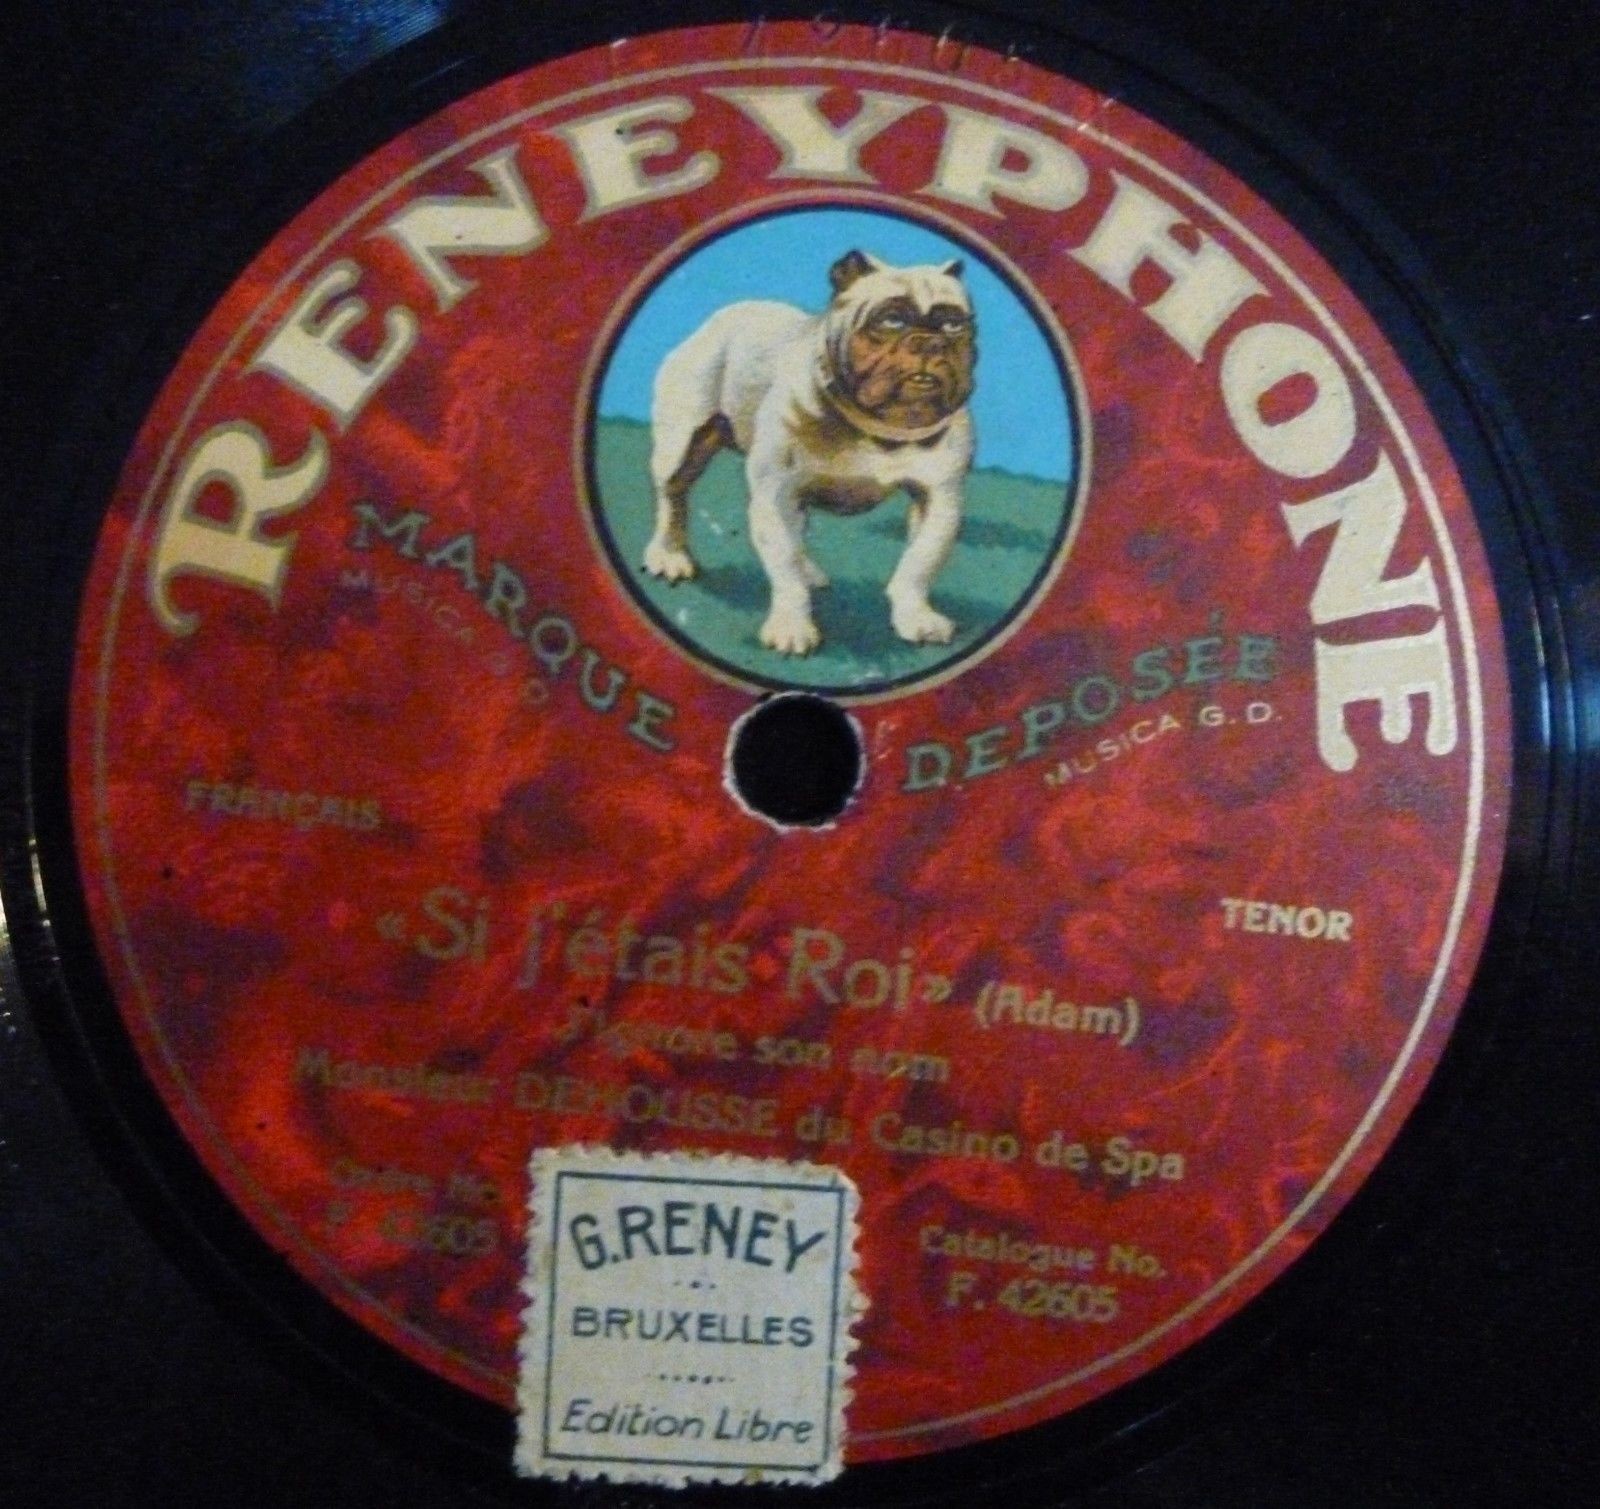 RENEYPHONE
MARQUE DEPOSÉE
MUSICA G. D. MUSICA G. D.
FRANÇAIS
TENOR
«Si j'étais Roi» (Adam)
J'ignore son nom
Monsieur DEHOUSSE du Casino de Spa
Ordre No. Catalogue No.
F. 42605 F. 42605
G. RENEY
BRUXELLES
Edition Libre